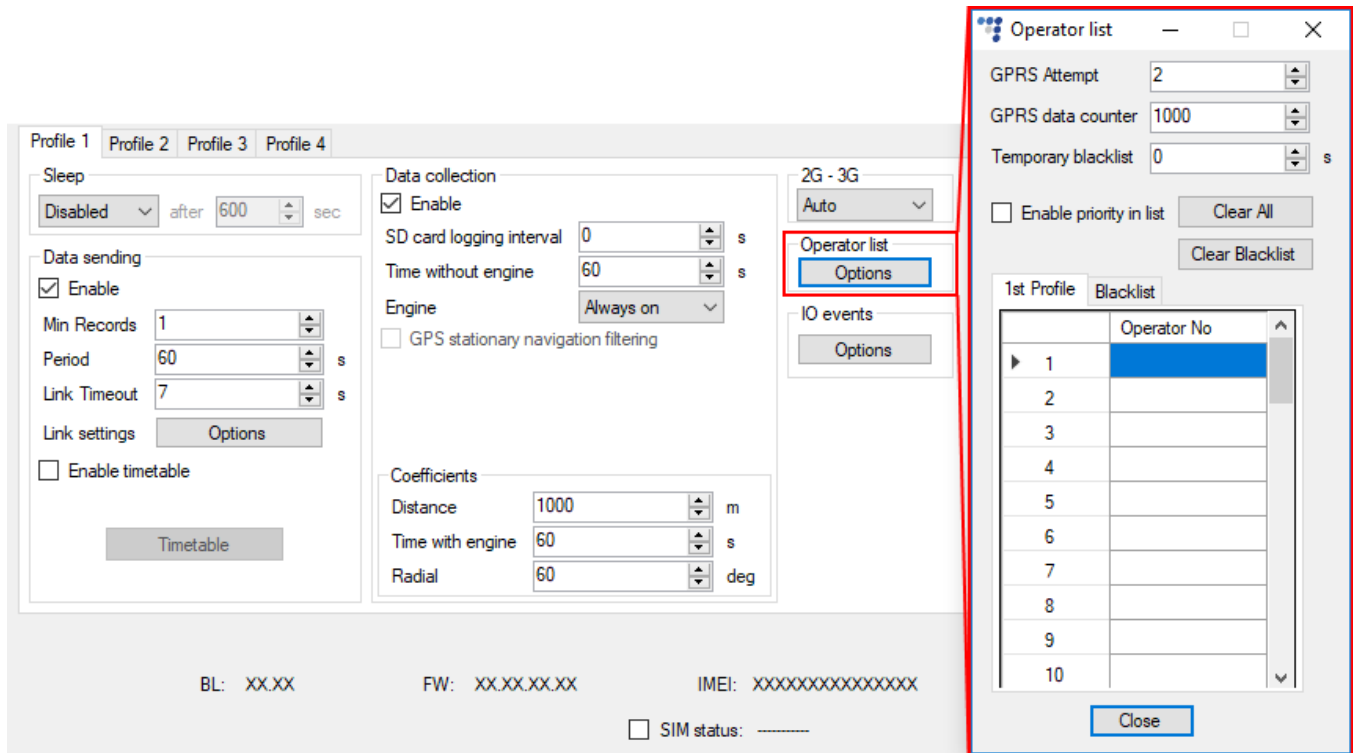 Profile 1 Profile 2 Profile 3 Profile 4
Sleep
Disabled after 600 sec
Data sending
Enable
Min Records 1
Period 60 s
Link Timeout 7 s
Link settings Options
Enable timetable
Timetable
Data collection
Enable
SD card logging interval 0 s
Time without engine 60 s
Engine Always on
GPS stationary navigation filtering
Coefficients
Distance 1000 m
Time with engine 60 s
Radial 60 deg
2G - 3G
Auto
Operator list
Options
IO events
Options
BL: XX.XX FW: XX.XX.XX.XX IMEI: XXXXXXXXXXXXXXX
SIM status: -----------
Operator list
GPRS Attempt 2
GPRS data counter 1000
Temporary blacklist 0 s
Enable priority in list Clear All
Clear Blacklist
1st Profile Blacklist
Operator No
1
2
3
4
5
6
7
8
9
10
Close